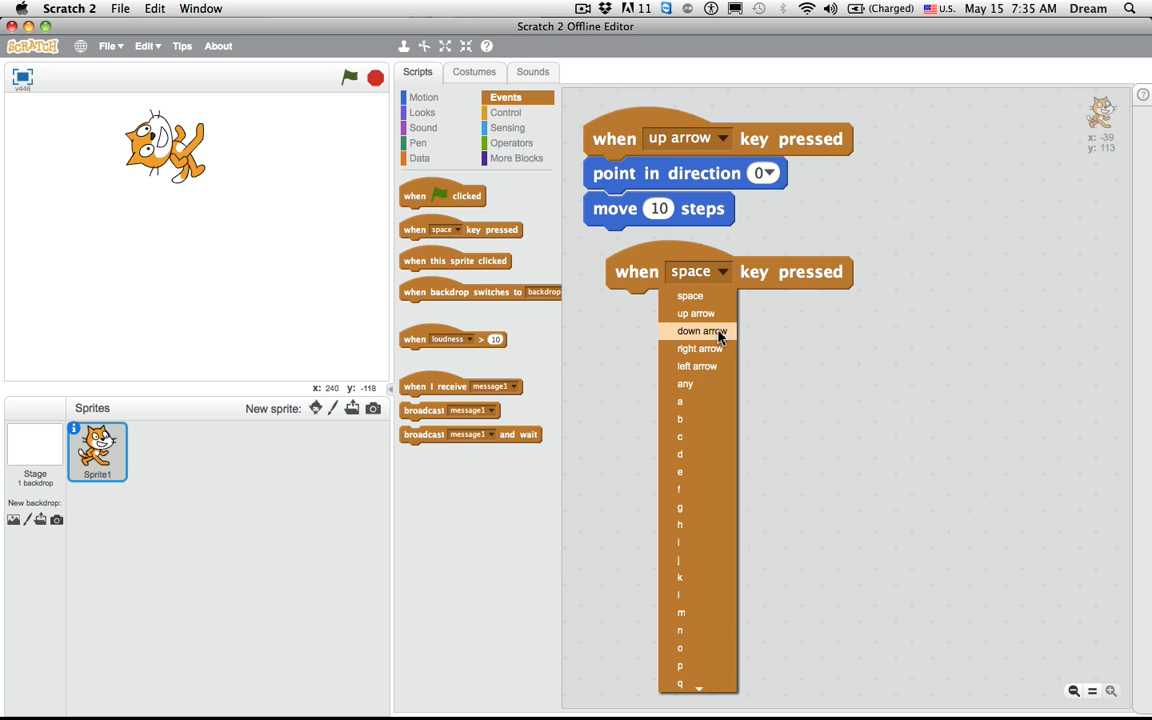 Scratch 2 File Edit Window
11 (Charged) U.S. May 15 7:35 AM Dream
Scratch 2 Offline Editor
SCRATCH File▾ Edit▾ Tips About
v446
Scripts Costumes Sounds
Motion Events
Looks Control
Sound Sensing
Pen Operators
Data More Blocks
when clicked
when space key pressed
when this sprite clicked
when backdrop switches to backdrop
when loudness > 10
when I receive message1
broadcast message1
broadcast message1 and wait
x: 240 y: -118
Sprites New sprite:
Stage
1 backdrop
New backdrop:
Sprite1
when up arrow key pressed
point in direction 0▾
move 10 steps
when space key pressed
space
up arrow
down arrow
right arrow
left arrow
any
a
b
c
d
e
f
g
h
i
j
k
l
m
n
o
p
q
x: -39
y: 113